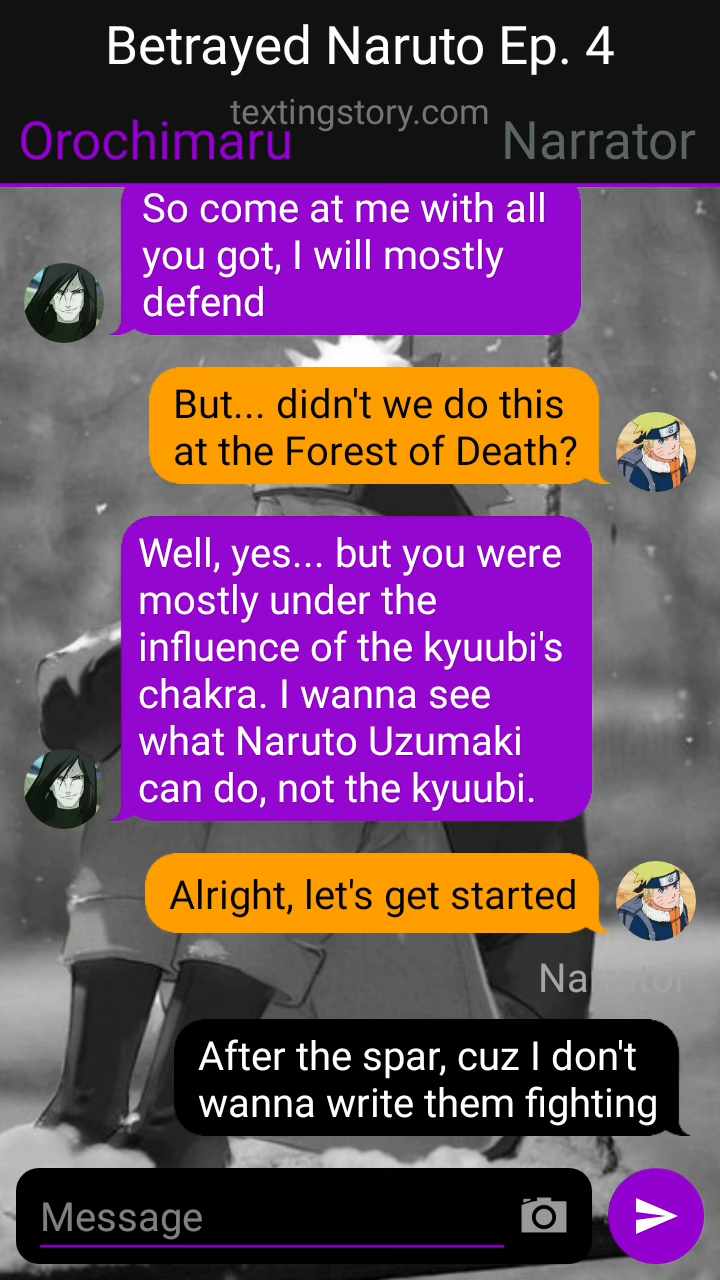 Betrayed Naruto Ep. 4
textingstory.com
Orochimaru
Narrator
So come at me with all
you got, I will mostly
defend
But... didn't we do this
at the Forest of Death?
Well, yes... but you were
mostly under the
influence of the kyuubi's
chakra. I wanna see
what Naruto Uzumaki
can do, not the kyuubi.
Alright, let's get started
Narrator
After the spar, cuz I don't
wanna write them fighting
Message